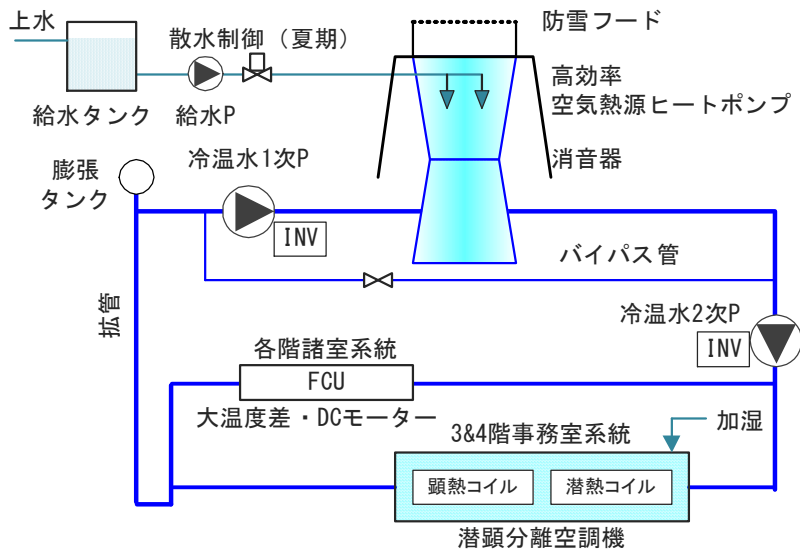 上水
防雪フード
散水制御（夏期）
高効率
空気熱源ヒートポンプ
給水タンク
給水P
消音器
冷温水1次P
膨張
タンク
INV
バイパス管
拡管
冷温水2次P
INV
各階諸室系統
FCU
大温度差・DCモーター
3&4階事務室系統
加湿
顕熱コイル
潜熱コイル
潜顕分離空調機